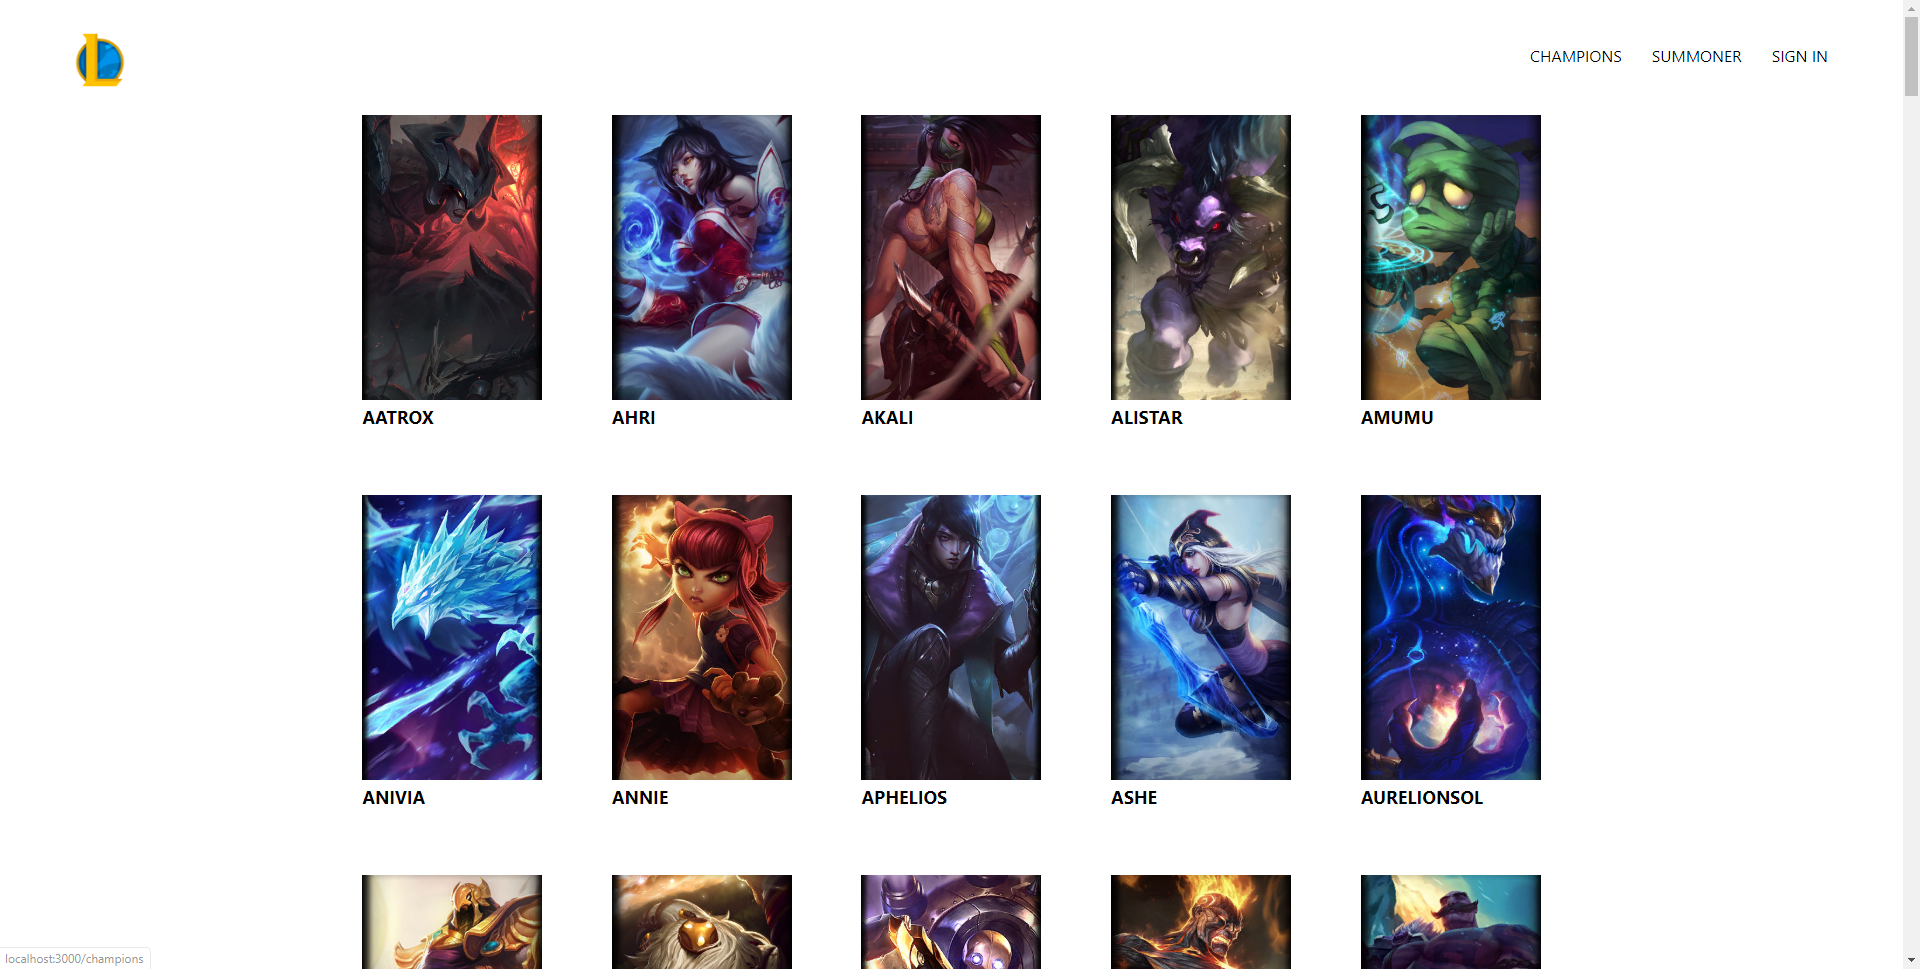 CHAMPIONS SUMMONER SIGN IN
AATROX AHRI AKALI ALISTAR AMUMU
ANIVIA ANNIE APHELIOS ASHE AURELIONSOL
localhost:3000/champions